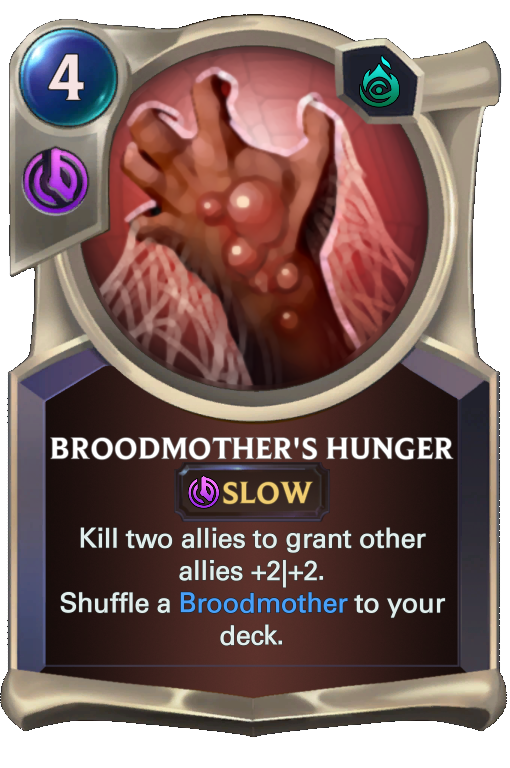 4
BROODMOTHER'S HUNGER
SLOW
Kill two allies to grant other
allies +2|+2.
Shuffle a Broodmother to your
deck.